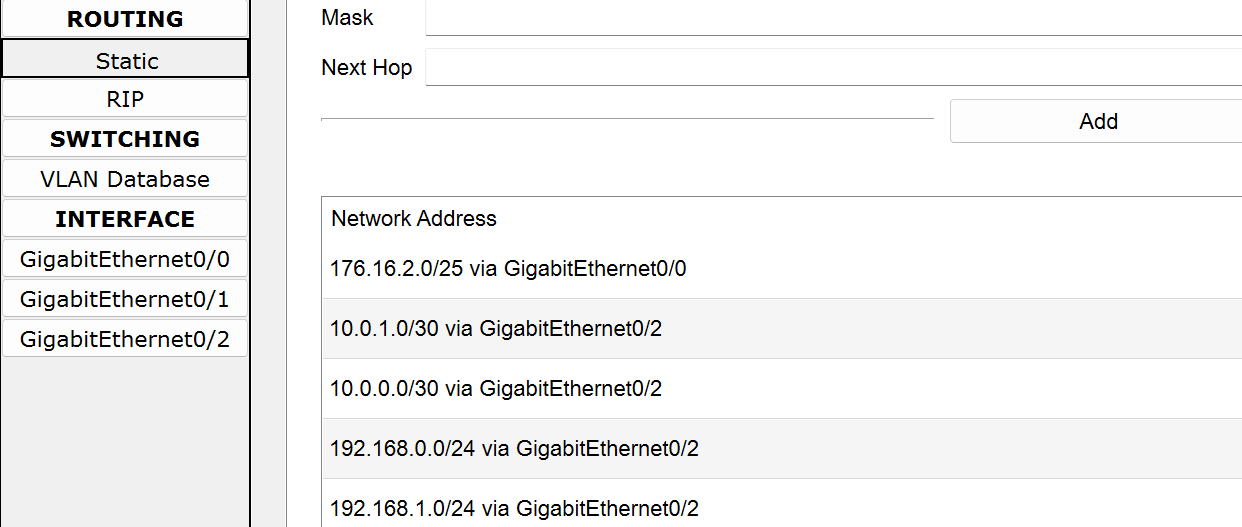 ROUTING
Static
RIP
SWITCHING
VLAN Database
INTERFACE
GigabitEthernet0/0
GigabitEthernet0/1
GigabitEthernet0/2
Mask
Next Hop
Add
Network Address
176.16.2.0/25 via GigabitEthernet0/0
10.0.1.0/30 via GigabitEthernet0/2
10.0.0.0/30 via GigabitEthernet0/2
192.168.0.0/24 via GigabitEthernet0/2
192.168.1.0/24 via GigabitEthernet0/2